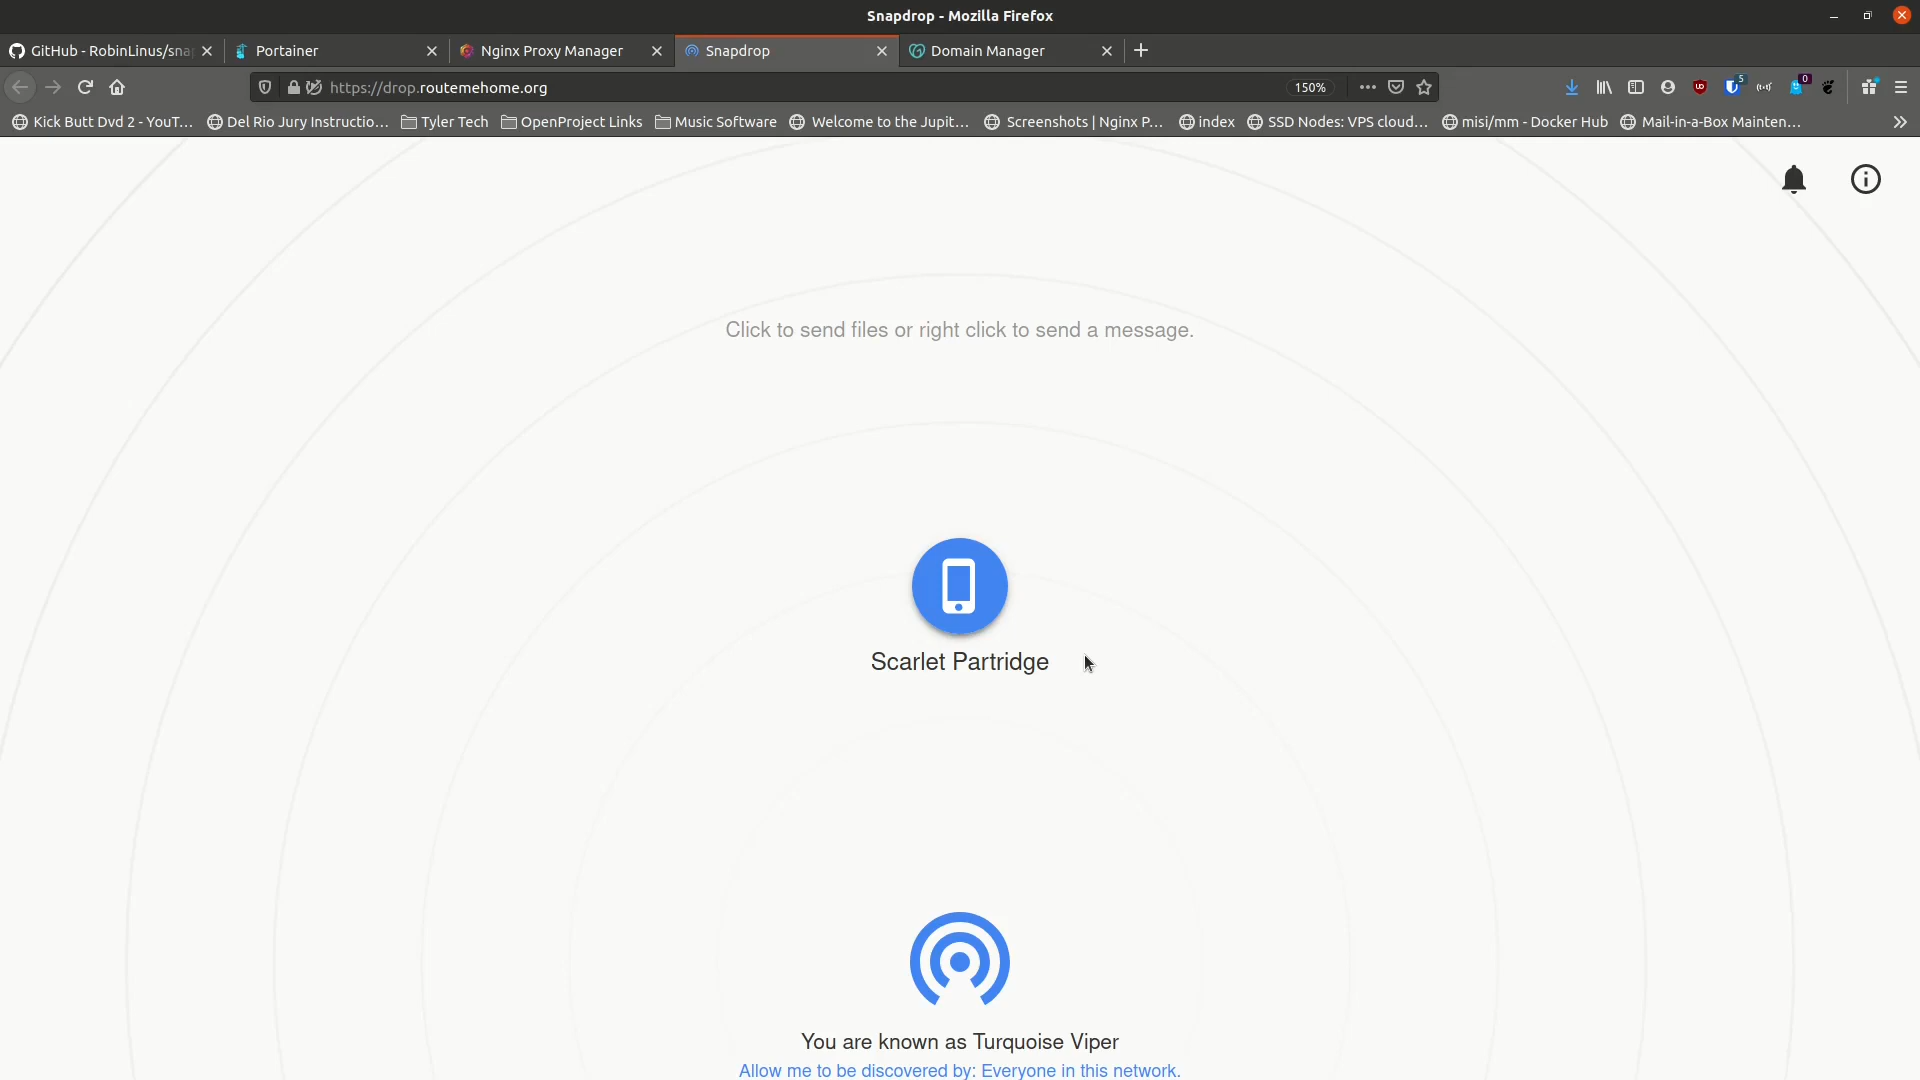 Snapdrop - Mozilla Firefox
GitHub - RobinLinus/sna
Portainer
Nginx Proxy Manager
Snapdrop
Domain Manager
https://drop.routemehome.org
150%
5
0
Kick Butt Dvd 2 - YouT...
Del Rio Jury Instructio...
Tyler Tech
OpenProject Links
Music Software
Welcome to the Jupit...
Screenshots | Nginx P...
index
SSD Nodes: VPS cloud...
misi/mm - Docker Hub
Mail-in-a-Box Mainten...
Click to send files or right click to send a message.
Scarlet Partridge
You are known as Turquoise Viper
Allow me to be discovered by: Everyone in this network.